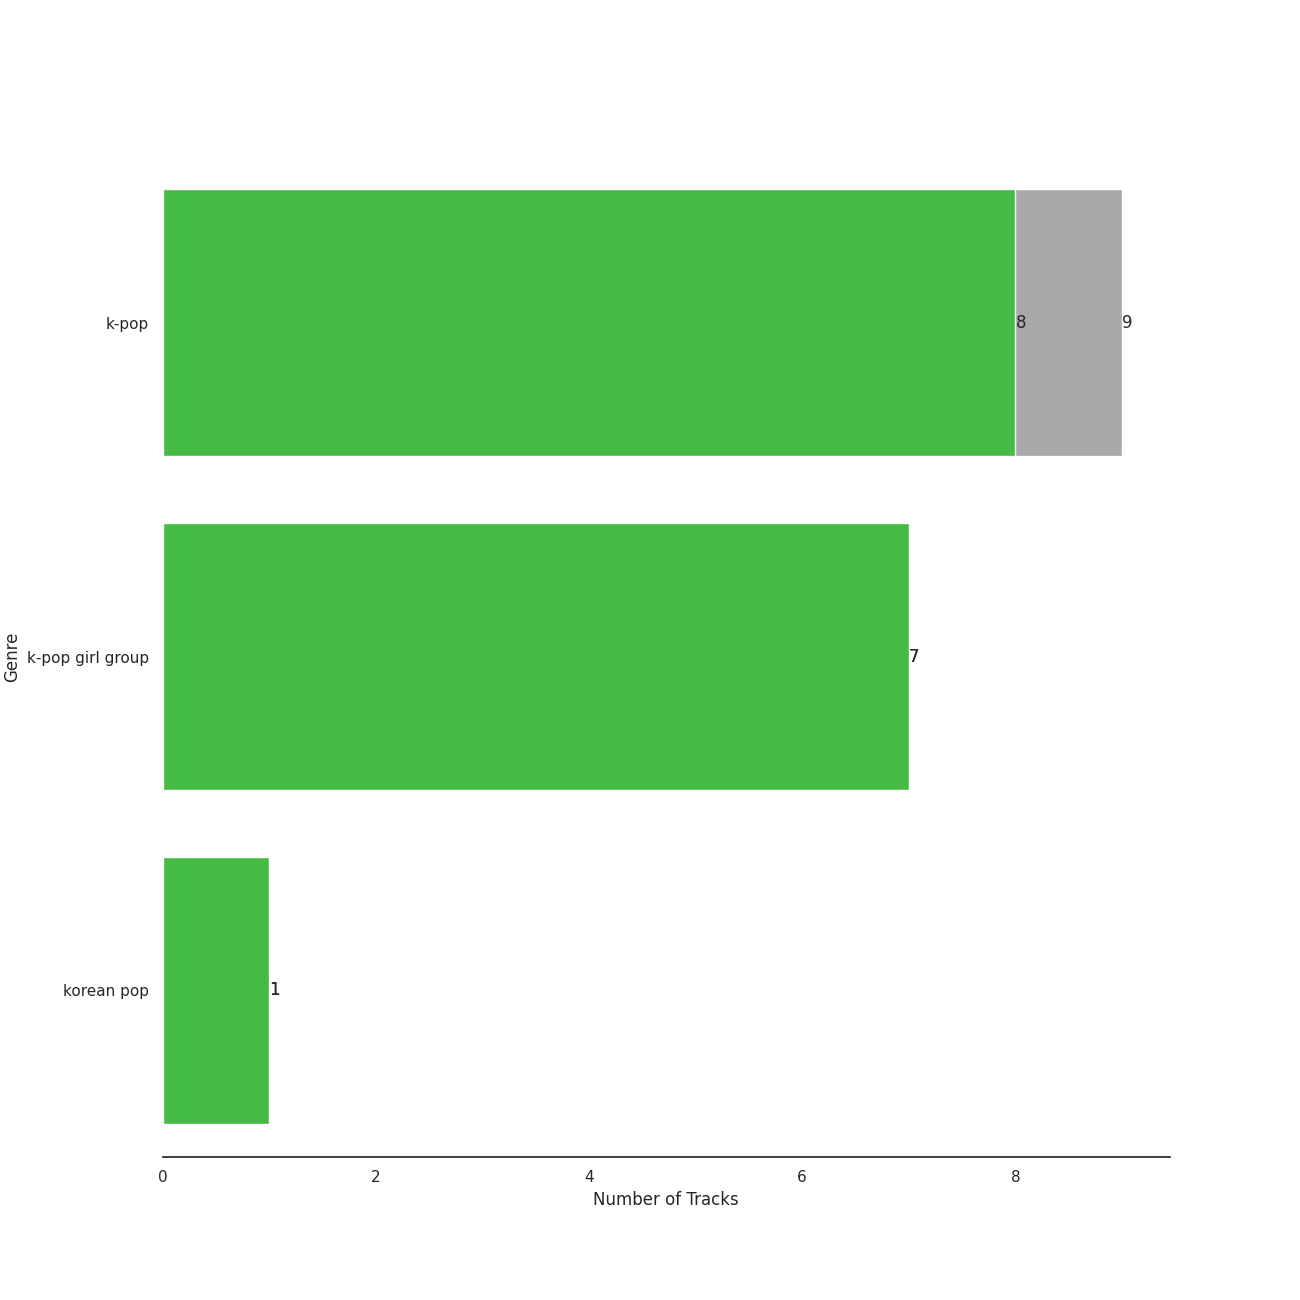 k-pop
8
9
Genre
k-pop girl group
7
korean pop
1
0 2 4 6 8
Number of Tracks